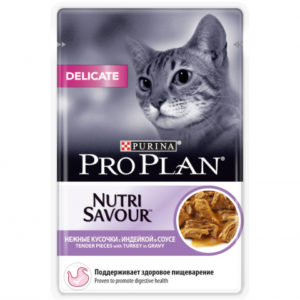 DELICATE
PURINA
PRO PLAN
NUTRI
SAVOUR™
НЕЖНЫЕ КУСОЧКИ С ИНДЕЙКОЙ В СОУСЕ
TENDER PIECES WITH TURKEY IN GRAVY
Поддерживает здоровое пищеварение
Proven to promote digestive health